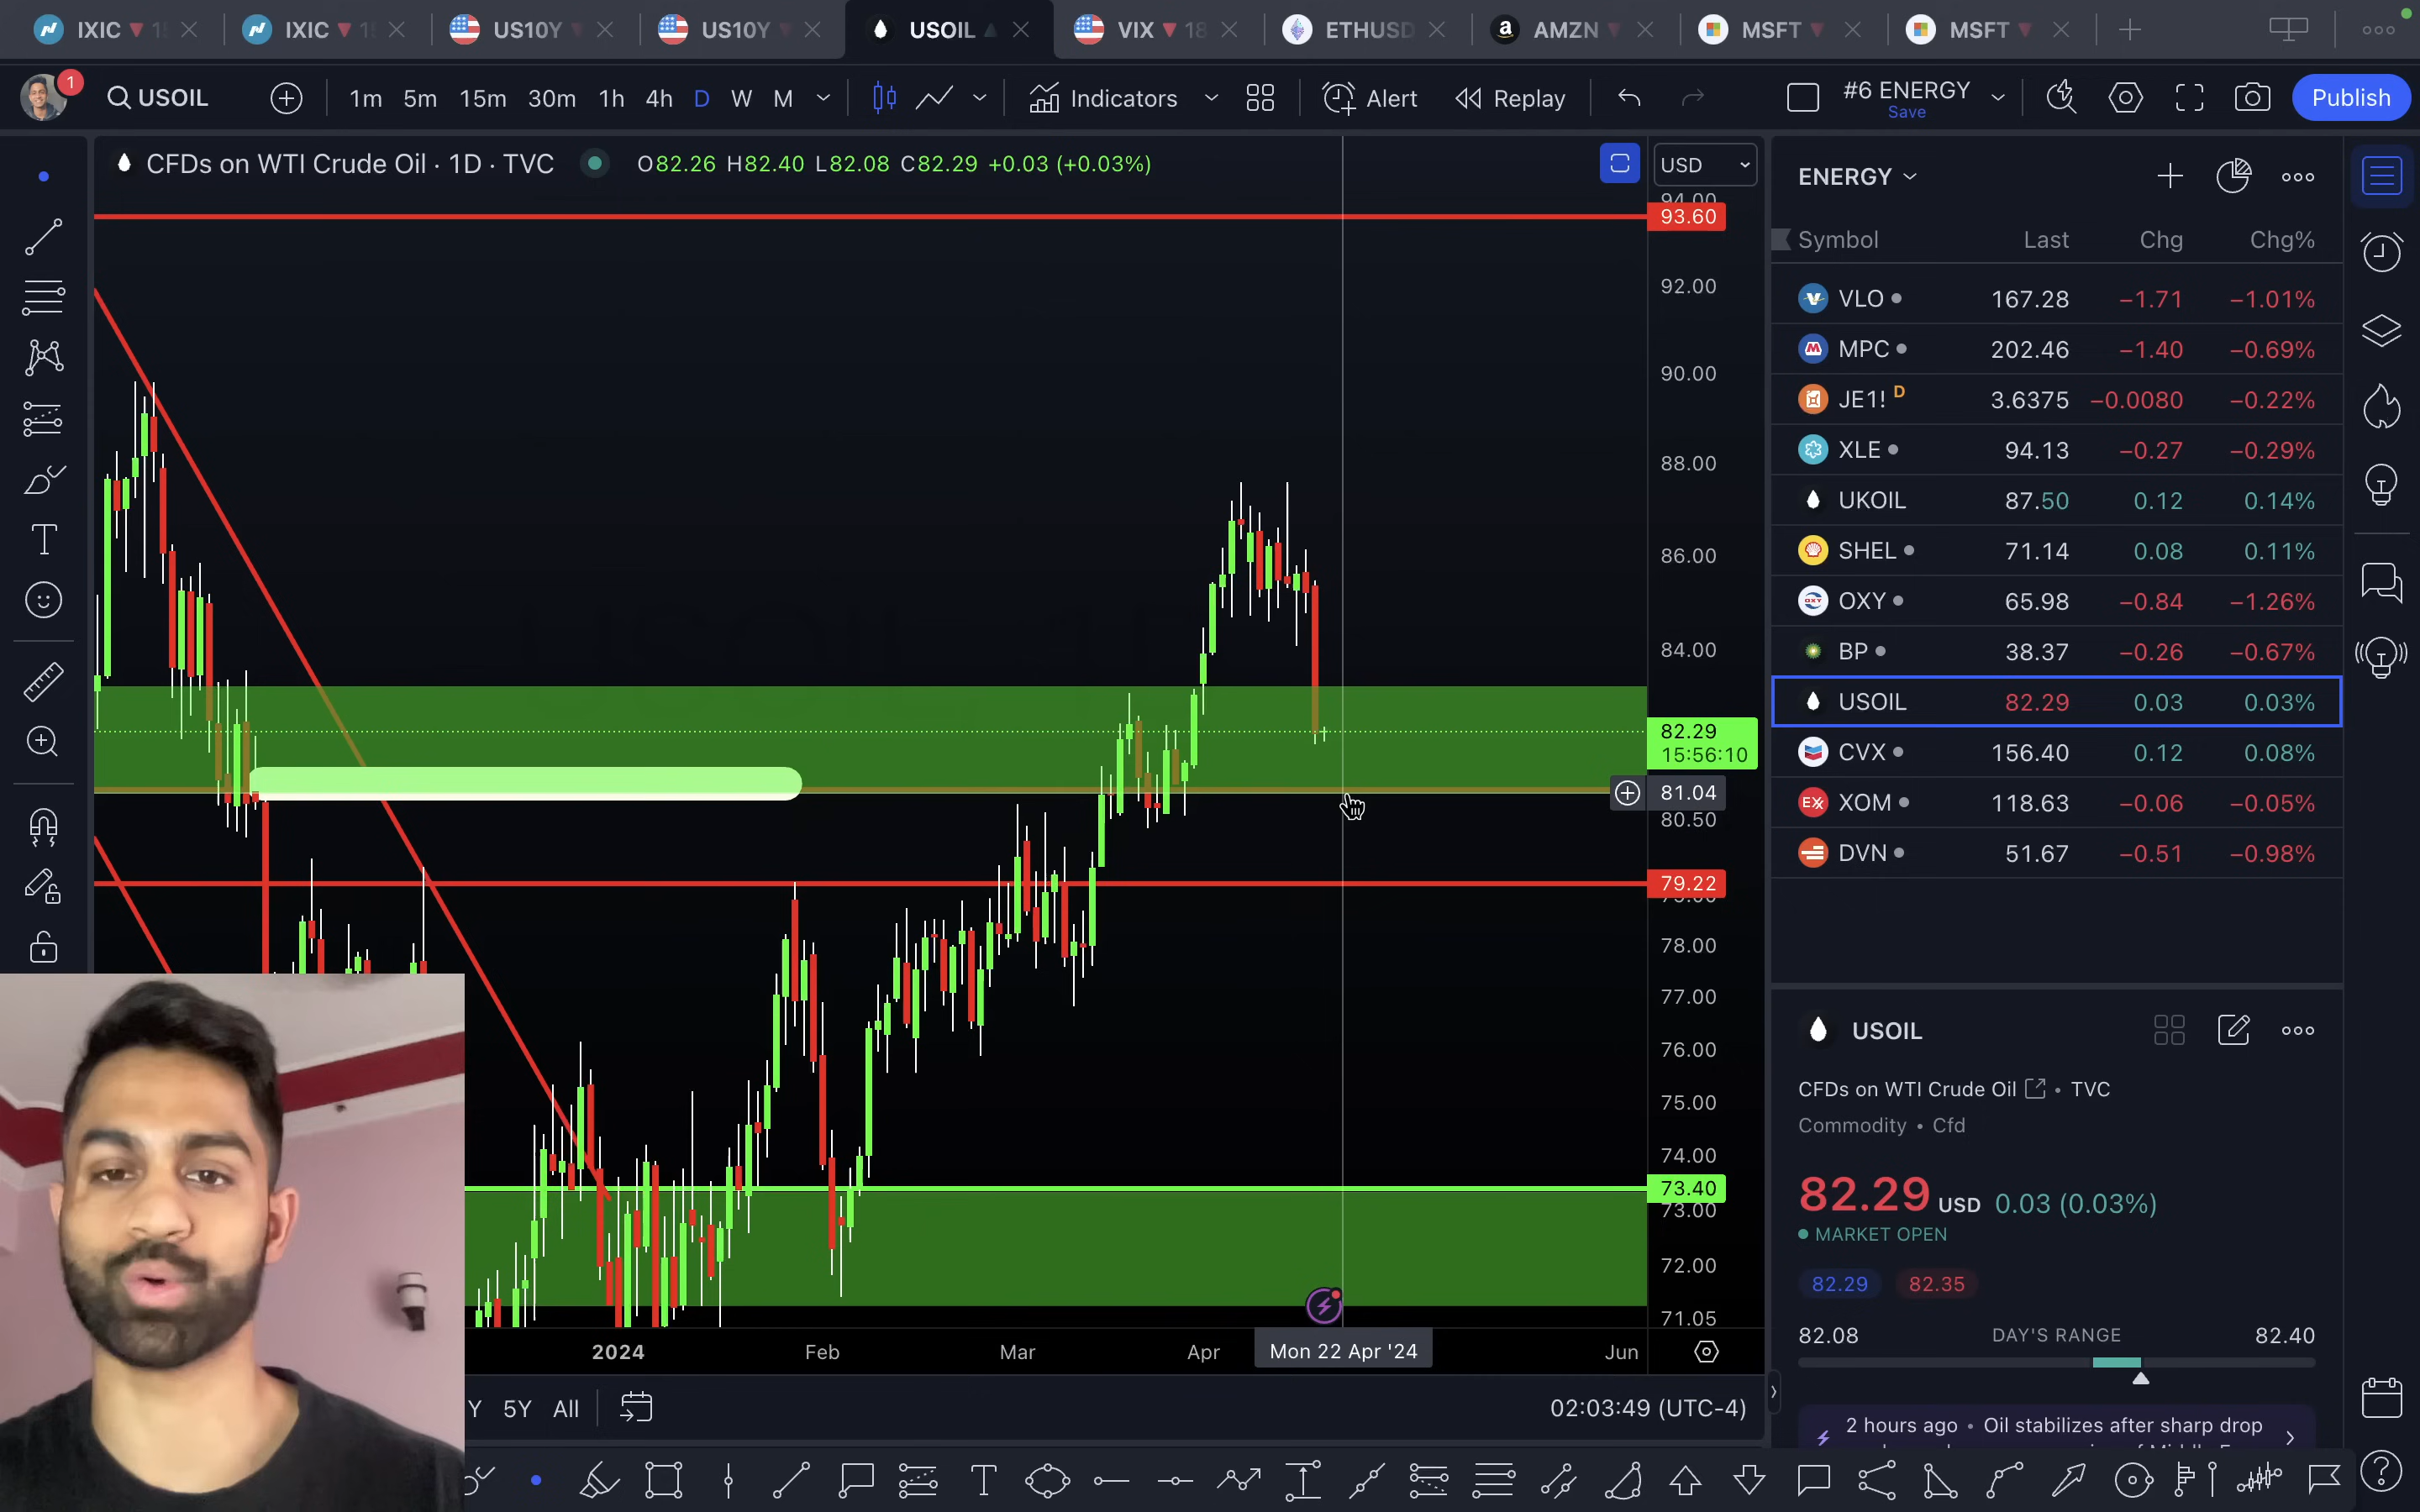 IXIC
IXIC
US10Y
US10Y
USOIL
VIX 18
ETHUSD
AMZN
MSFT
MSFT
1
USOIL
1m 5m 15m 30m 1h 4h D W M
Indicators
Alert
Replay
#6 ENERGY
Save
Publish
CFDs on WTI Crude Oil · 1D · TVC
O82.26 H82.40 L82.08 C82.29 +0.03 (+0.03%)
USD
94.00
93.60
92.00
90.00
88.00
86.00
84.00
82.29
15:56:10
81.04
80.50
79.22
78.00
77.00
76.00
75.00
74.00
73.40
73.00
72.00
71.05
2024 Feb Mar Apr Mon 22 Apr '24 Jun
Y 5Y All
02:03:49 (UTC-4)
ENERGY
Symbol Last Chg Chg%
VLO 167.28 −1.71 −1.01%
MPC 202.46 −1.40 −0.69%
JE1! D 3.6375 −0.0080 −0.22%
XLE 94.13 −0.27 −0.29%
UKOIL 87.50 0.12 0.14%
SHEL 71.14 0.08 0.11%
OXY 65.98 −0.84 −1.26%
BP 38.37 −0.26 −0.67%
USOIL 82.29 0.03 0.03%
CVX 156.40 0.12 0.08%
XOM 118.63 −0.06 −0.05%
DVN 51.67 −0.51 −0.98%
USOIL
CFDs on WTI Crude Oil • TVC
Commodity • Cfd
82.29 USD 0.03 (0.03%)
MARKET OPEN
82.29 82.35
82.08 DAY'S RANGE 82.40
2 hours ago • Oil stabilizes after sharp drop